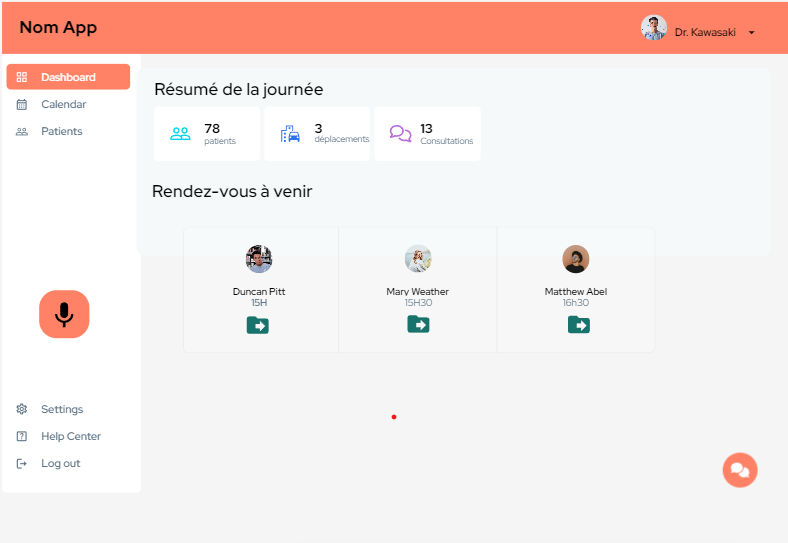 Nom App
Dr. Kawasaki
Dashboard
Calendar
Patients
Résumé de la journée
78
patients
3
déplacements
13
Consultations
Rendez-vous à venir
Duncan Pitt
15H
Mary Weather
15H30
Matthew Abel
16h30
Settings
Help Center
Log out